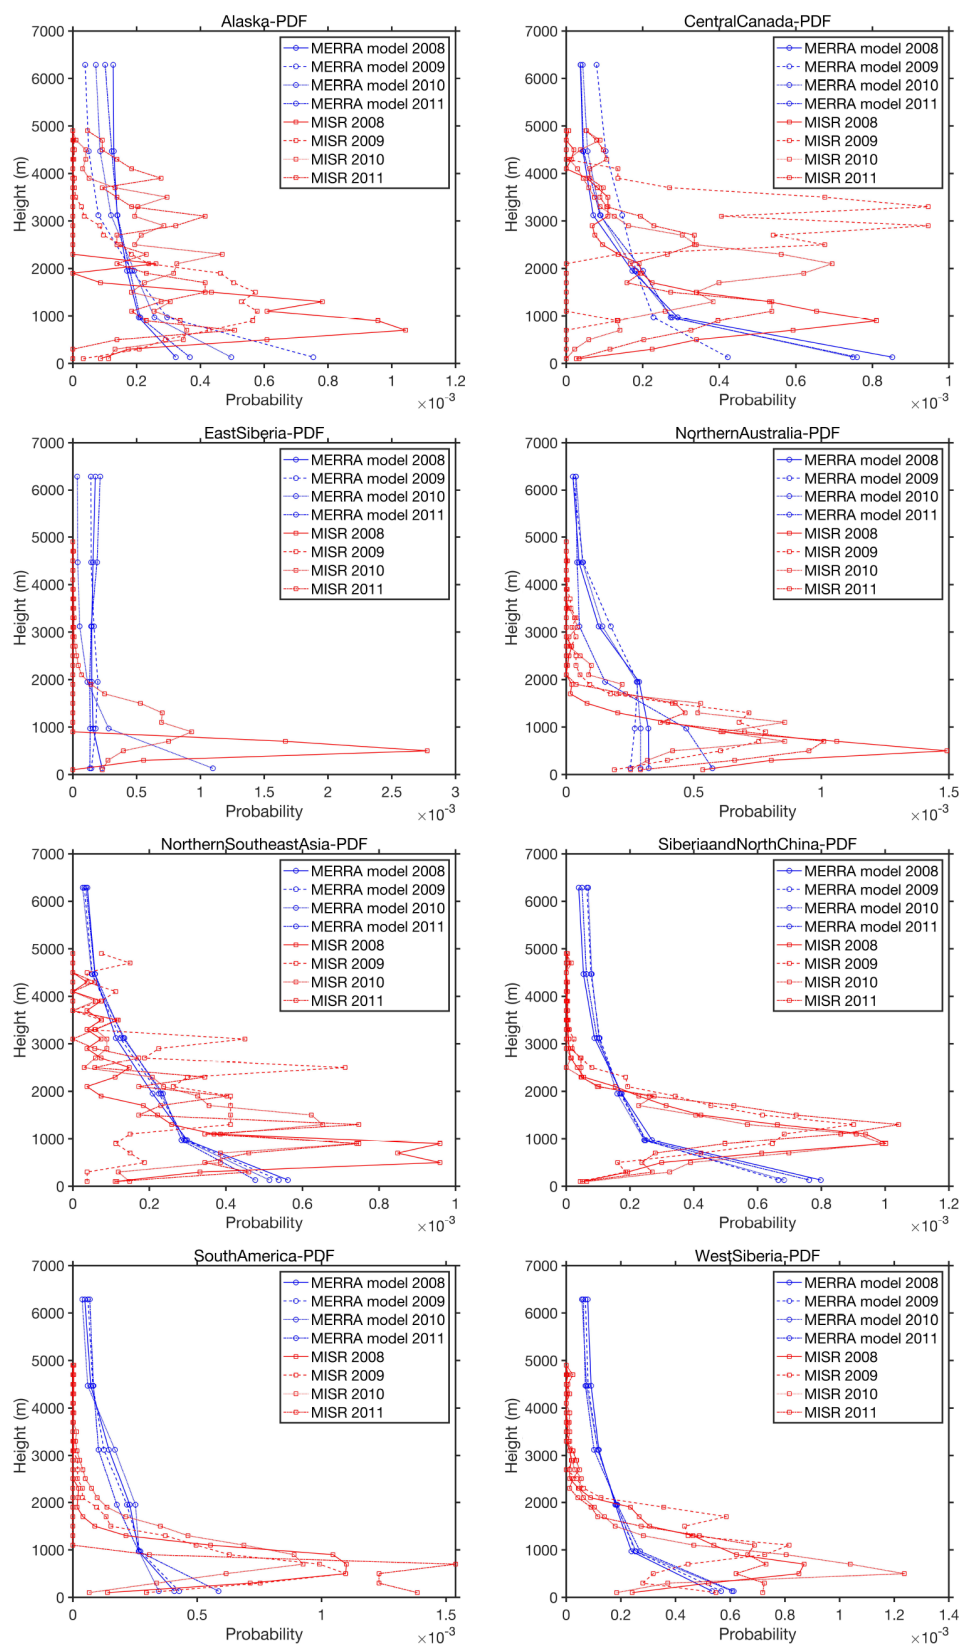 Alaska-PDF
7000
6000
5000
4000
3000
2000
1000
0
Height (m)
MERRA model 2008
MERRA model 2009
MERRA model 2010
MERRA model 2011
MISR 2008
MISR 2009
MISR 2010
MISR 2011
0 0.2 0.4 0.6 0.8 1 1.2
Probability
×10⁻³
CentralCanada-PDF
7000
6000
5000
4000
3000
2000
1000
0
Height (m)
MERRA model 2008
MERRA model 2009
MERRA model 2010
MERRA model 2011
MISR 2008
MISR 2009
MISR 2010
MISR 2011
0 0.2 0.4 0.6 0.8 1
Probability
×10⁻³
EastSiberia-PDF
7000
6000
5000
4000
3000
2000
1000
0
Height (m)
MERRA model 2008
MERRA model 2009
MERRA model 2010
MERRA model 2011
MISR 2008
MISR 2009
MISR 2010
MISR 2011
0 0.5 1 1.5 2 2.5 3
Probability
×10⁻³
NorthernAustralia-PDF
7000
6000
5000
4000
3000
2000
1000
0
Height (m)
MERRA model 2008
MERRA model 2009
MERRA model 2010
MERRA model 2011
MISR 2008
MISR 2009
MISR 2010
MISR 2011
0 0.5 1 1.5
Probability
×10⁻³
NorthernSoutheastAsia-PDF
7000
6000
5000
4000
3000
2000
1000
0
Height (m)
MERRA model 2008
MERRA model 2009
MERRA model 2010
MERRA model 2011
MISR 2008
MISR 2009
MISR 2010
MISR 2011
0 0.2 0.4 0.6 0.8 1
Probability
×10⁻³
SiberiaandNorthChina-PDF
7000
6000
5000
4000
3000
2000
1000
0
Height (m)
MERRA model 2008
MERRA model 2009
MERRA model 2010
MERRA model 2011
MISR 2008
MISR 2009
MISR 2010
MISR 2011
0 0.2 0.4 0.6 0.8 1 1.2
Probability
×10⁻³
SouthAmerica-PDF
7000
6000
5000
4000
3000
2000
1000
0
Height (m)
MERRA model 2008
MERRA model 2009
MERRA model 2010
MERRA model 2011
MISR 2008
MISR 2009
MISR 2010
MISR 2011
0 0.5 1 1.5
Probability
×10⁻³
WestSiberia-PDF
7000
6000
5000
4000
3000
2000
1000
0
Height (m)
MERRA model 2008
MERRA model 2009
MERRA model 2010
MERRA model 2011
MISR 2008
MISR 2009
MISR 2010
MISR 2011
0 0.2 0.4 0.6 0.8 1 1.2 1.4
Probability
×10⁻³